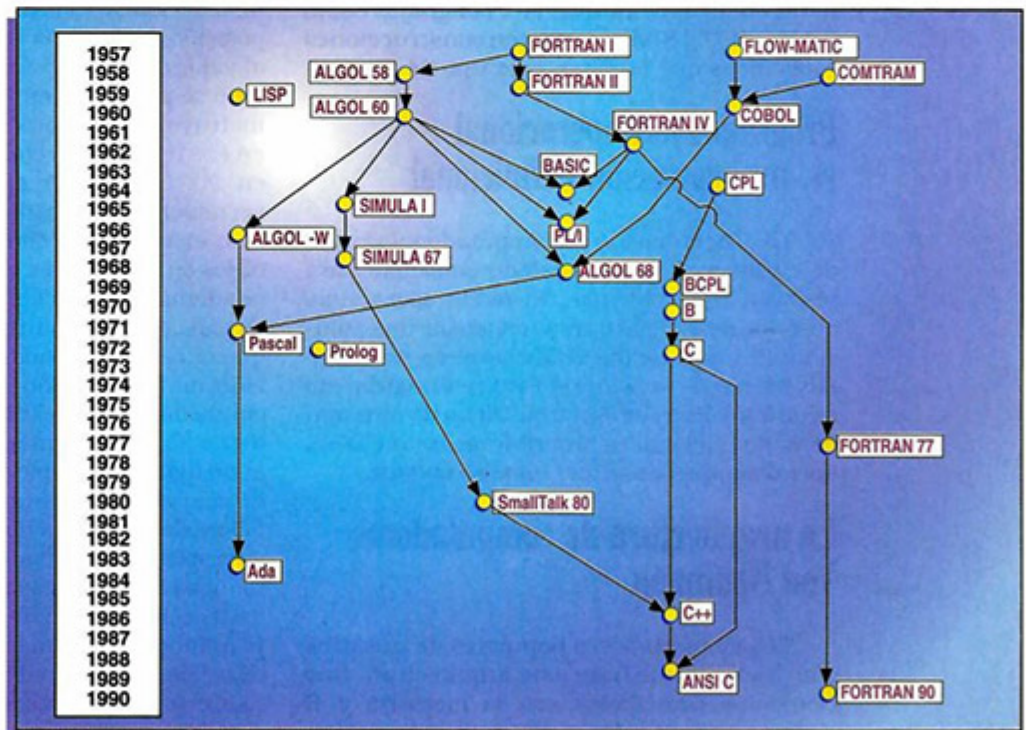 1957
1958
1959
1960
1961
1962
1963
1964
1965
1966
1967
1968
1969
1970
1971
1972
1973
1974
1975
1976
1977
1978
1979
1980
1981
1982
1983
1984
1985
1986
1987
1988
1989
1990
FORTRAN I
FLOW-MATIC
ALGOL 58
FORTRAN II
COMTRAM
LISP
ALGOL 60
FORTRAN IV
COBOL
BASIC
CPL
SIMULA I
ALGOL -W
PL/I
SIMULA 67
ALGOL 68
BCPL
B
Pascal
Prolog
C
FORTRAN 77
SmallTalk 80
Ada
C++
ANSI C
FORTRAN 90